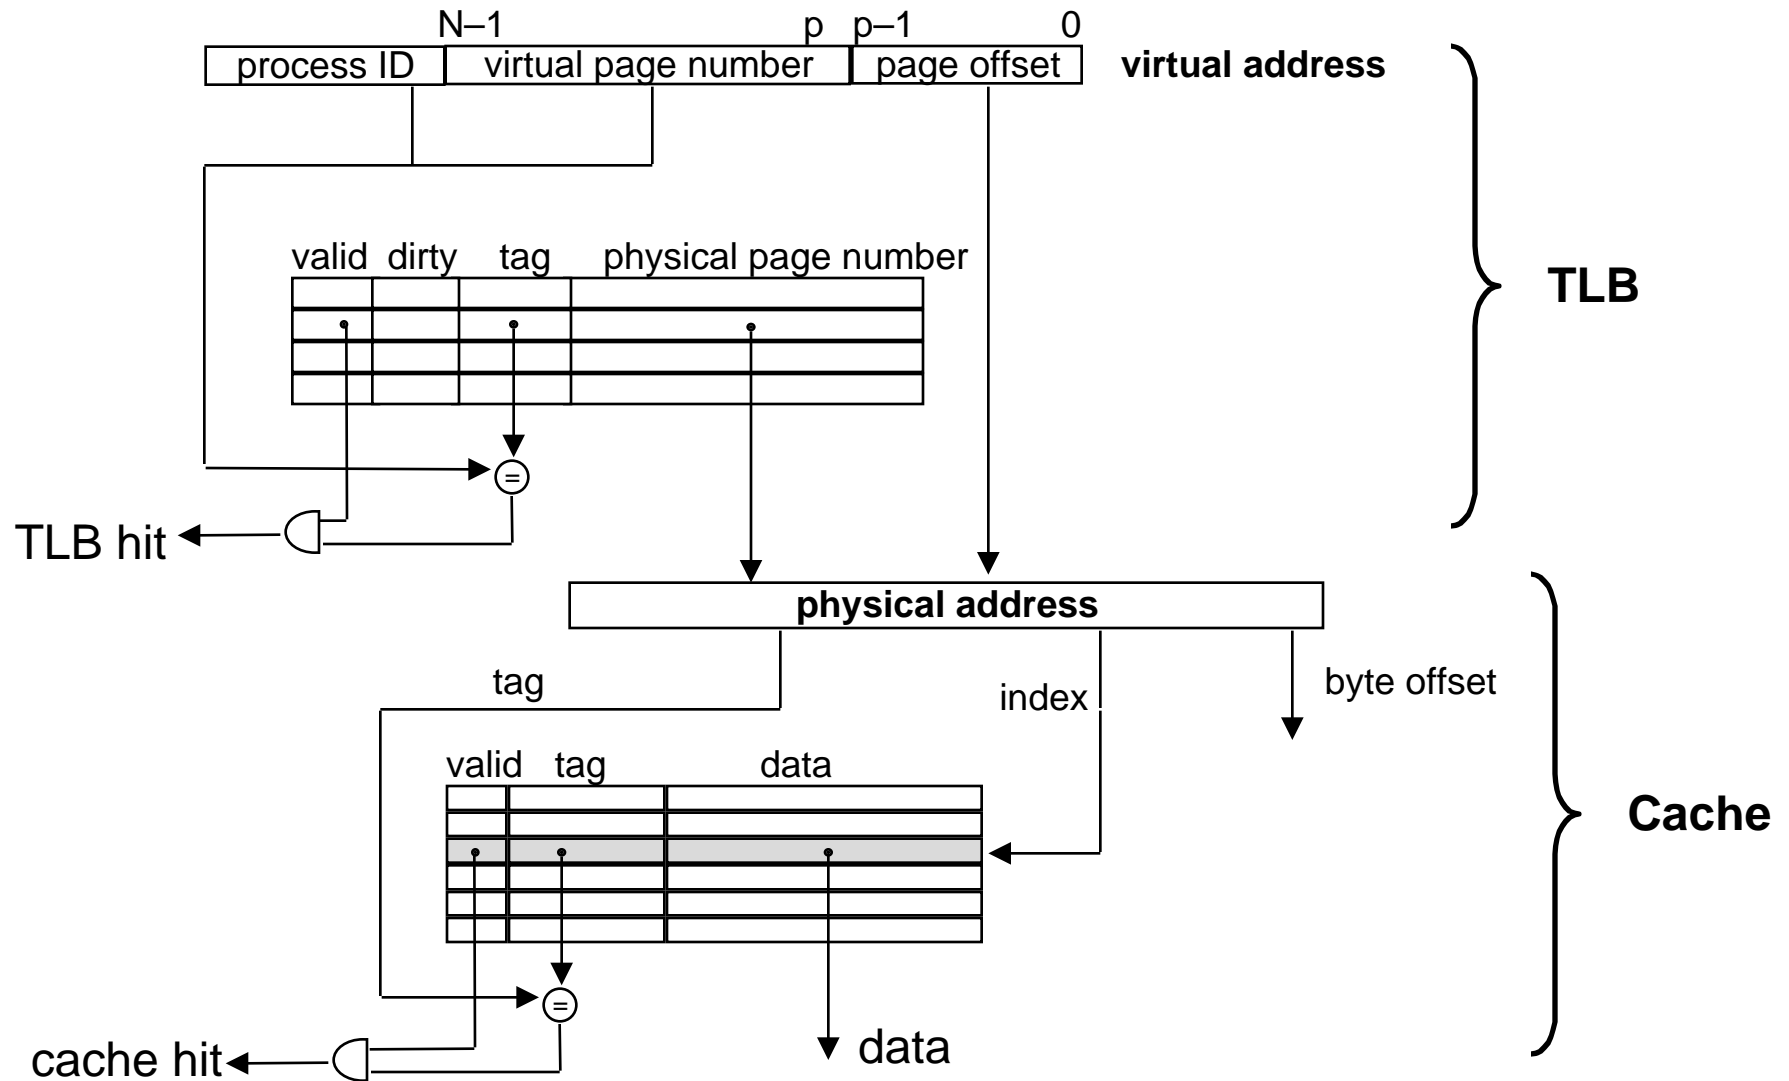 N–1 p p–1 0
process ID virtual page number page offset virtual address
valid dirty tag physical page number
TLB
=
TLB hit
physical address
tag index byte offset
valid tag data
Cache
=
cache hit data